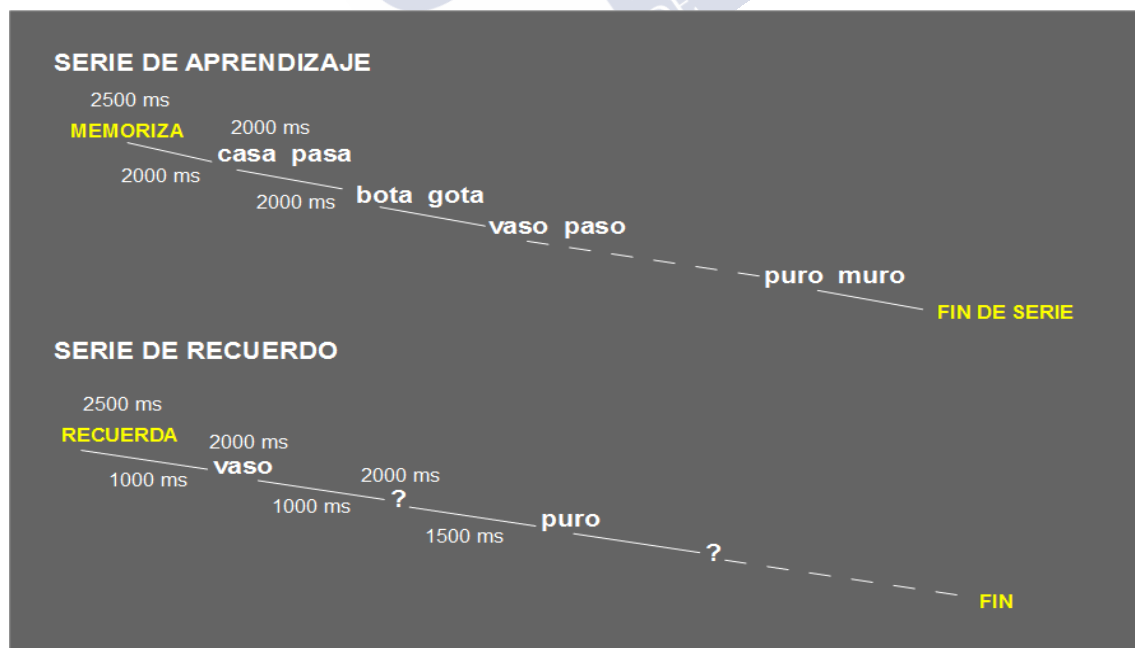 SERIE DE APRENDIZAJE
2500 ms
MEMORIZA
2000 ms
casa pasa
2000 ms
bota gota
2000 ms
vaso paso
puro muro
FIN DE SERIE
SERIE DE RECUERDO
2500 ms
RECUERDA
2000 ms
vaso
1000 ms
2000 ms
?
1000 ms
puro
1500 ms
?
FIN